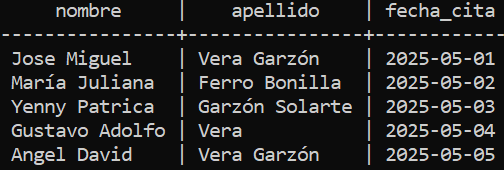 nombre | apellido | fecha_cita
----------------+----------------+------------
Jose Miguel | Vera Garzón | 2025-05-01
María Juliana | Ferro Bonilla | 2025-05-02
Yenny Patrica | Garzón Solarte | 2025-05-03
Gustavo Adolfo | Vera | 2025-05-04
Angel David | Vera Garzón | 2025-05-05